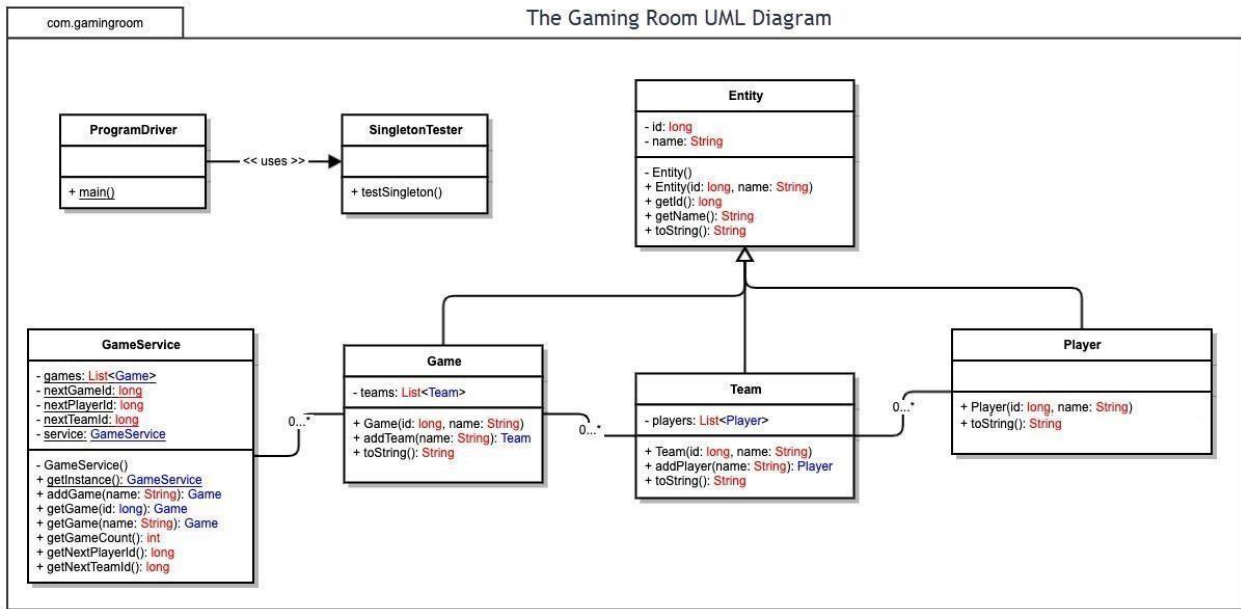 com.gamingroom
The Gaming Room UML Diagram
ProgramDriver
+ main()
<< uses >>
SingletonTester
+ testSingleton()
Entity
- id: long
- name: String
- Entity()
+ Entity(id: long, name: String)
+ getId(): long
+ getName(): String
+ toString(): String
GameService
- games: List<Game>
- nextGameId: long
- nextPlayerId: long
- nextTeamId: long
- service: GameService
- GameService()
+ getInstance(): GameService
+ addGame(name: String): Game
+ getGame(id: long): Game
+ getGame(name: String): Game
+ getGameCount(): int
+ getNextPlayerId(): long
+ getNextTeamId(): long
0...*
Game
- teams: List<Team>
+ Game(id: long, name: String)
+ addTeam(name: String): Team
+ toString(): String
0...*
Team
- players: List<Player>
+ Team(id: long, name: String)
+ addPlayer(name: String): Player
+ toString(): String
0...*
Player
+ Player(id: long, name: String)
+ toString(): String